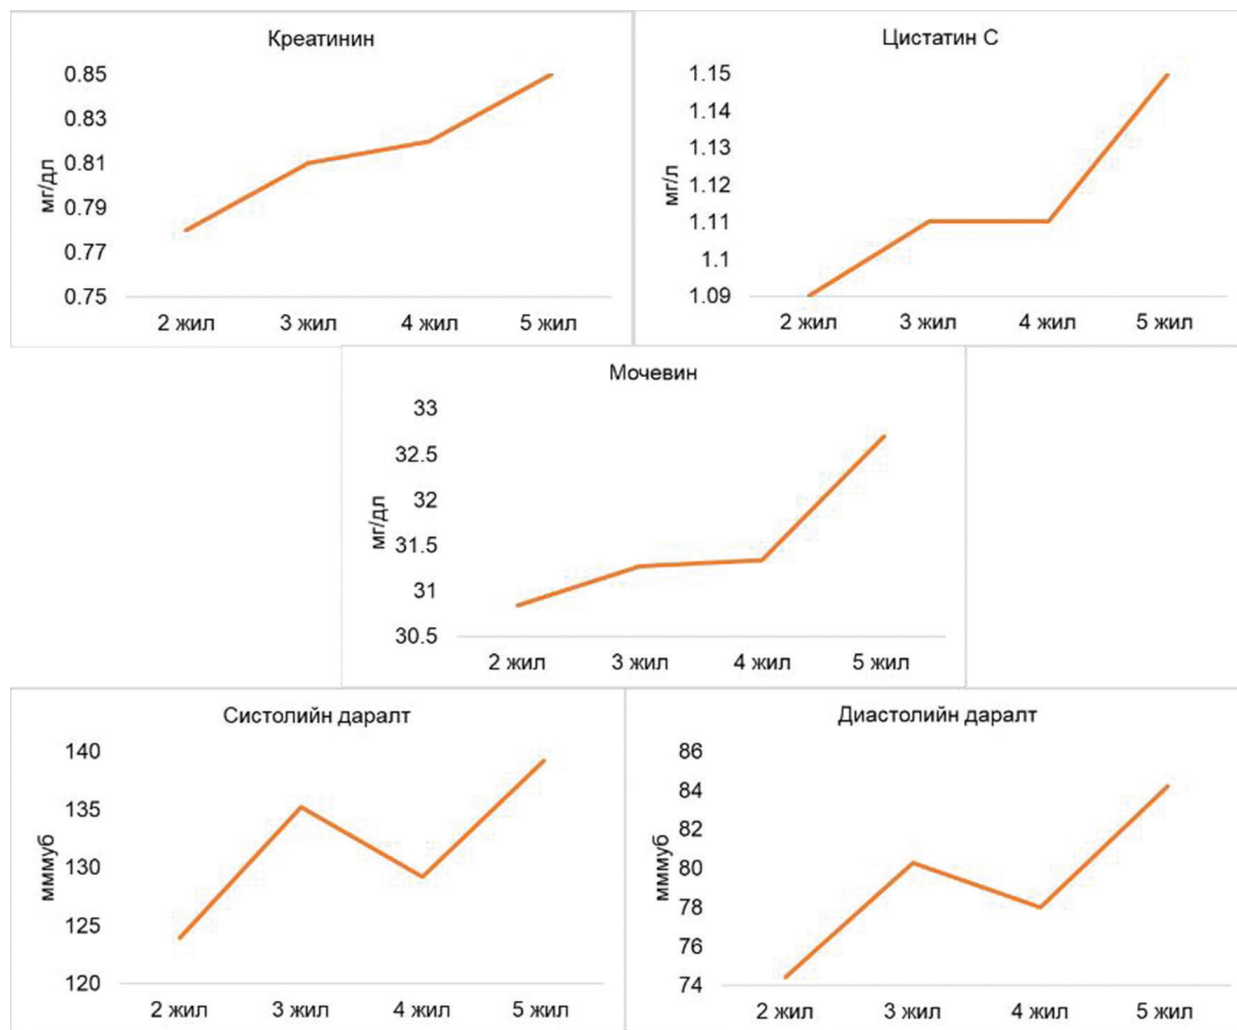 Креатинин
0.85
0.83
0.81
0.79
0.77
0.75
мг/дл
2 жил 3 жил 4 жил 5 жил
Цистатин С
1.15
1.14
1.13
1.12
1.11
1.1
1.09
мг/л
2 жил 3 жил 4 жил 5 жил
Мочевин
33
32.5
32
31.5
31
30.5
мг/дл
2 жил 3 жил 4 жил 5 жил
Систолийн даралт
140
135
130
125
120
мммуб
2 жил 3 жил 4 жил 5 жил
Диастолийн даралт
86
84
82
80
78
76
74
мммуб
2 жил 3 жил 4 жил 5 жил